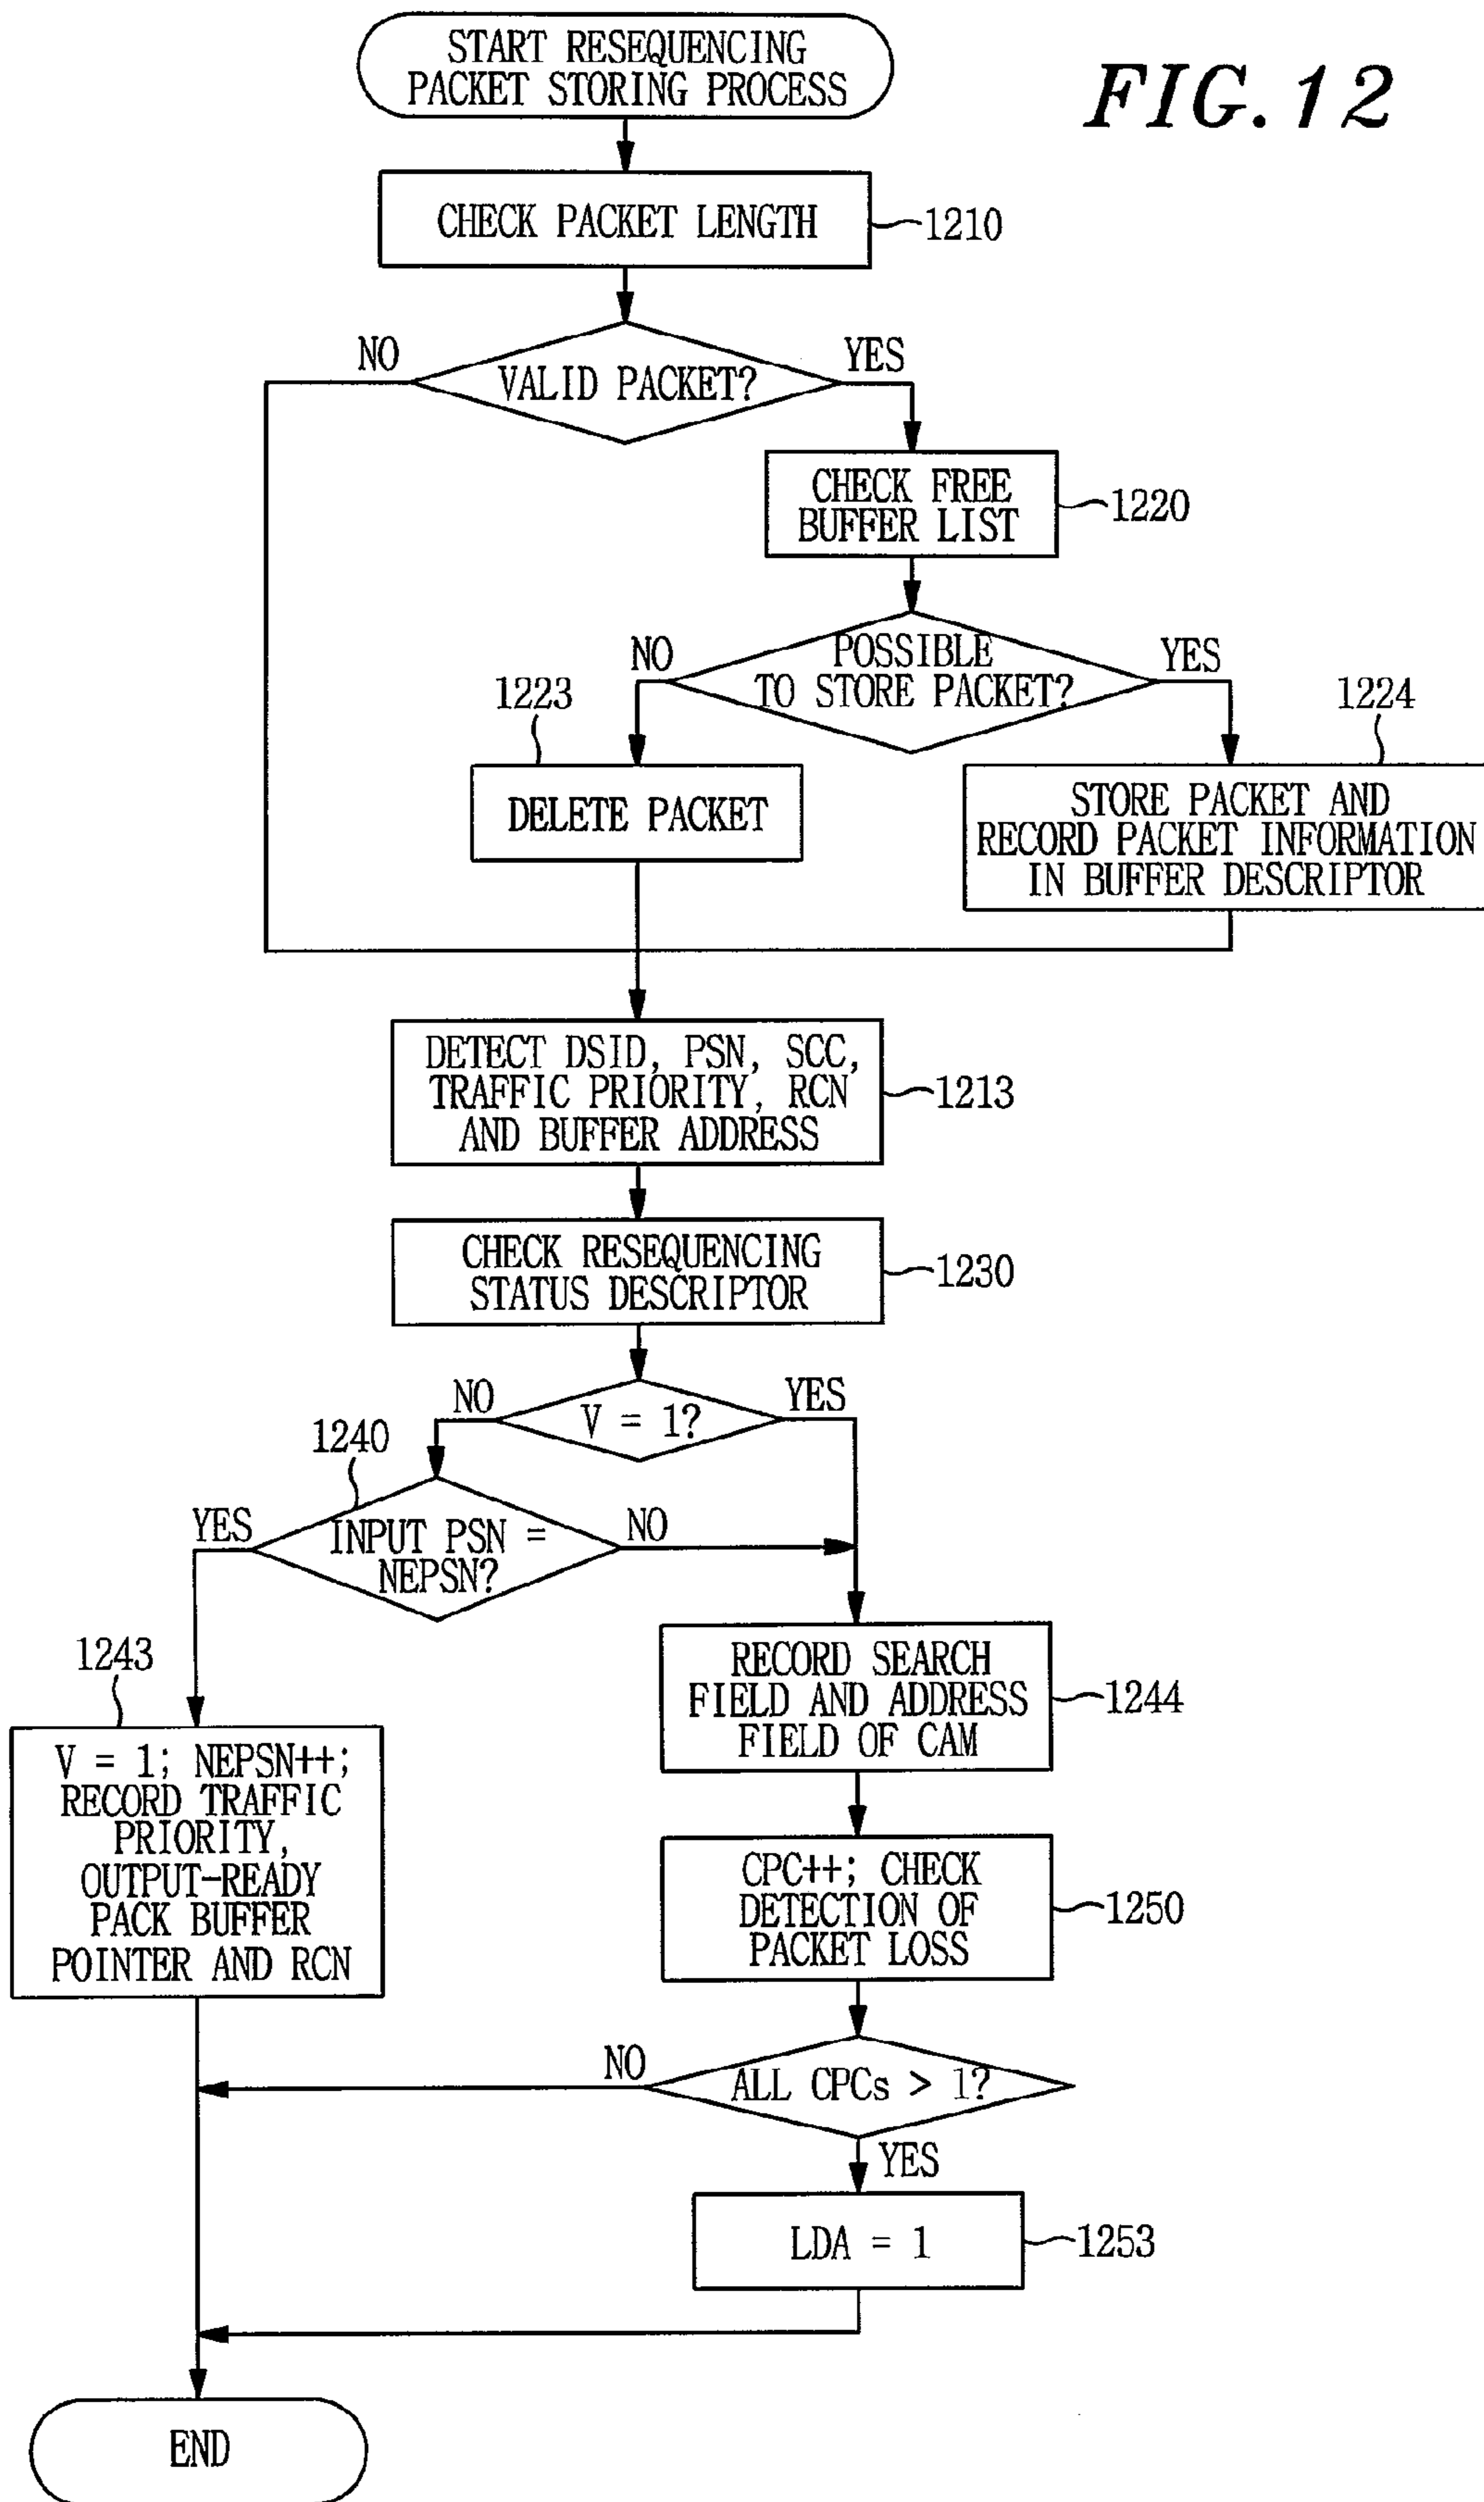 START RESEQUENCING
PACKET STORING PROCESS
FIG.12
CHECK PACKET LENGTH
1210
NO
YES
VALID PACKET?
CHECK FREE
BUFFER LIST
1220
NO
POSSIBLE
TO STORE PACKET?
YES
1223
1224
DELETE PACKET
STORE PACKET AND
RECORD PACKET INFORMATION
IN BUFFER DESCRIPTOR
DETECT DSID, PSN, SCC,
TRAFFIC PRIORITY, RCN
AND BUFFER ADDRESS
1213
CHECK RESEQUENCING
STATUS DESCRIPTOR
1230
NO
YES
V = 1?
1240
YES
INPUT PSN =
NEPSN?
NO
1243
V = 1; NEPSN++;
RECORD TRAFFIC
PRIORITY,
OUTPUT-READY
PACK BUFFER
POINTER AND RCN
RECORD SEARCH
FIELD AND ADDRESS
FIELD OF CAM
1244
CPC++; CHECK
DETECTION OF
PACKET LOSS
1250
NO
ALL CPCs > 1?
YES
LDA = 1
1253
END